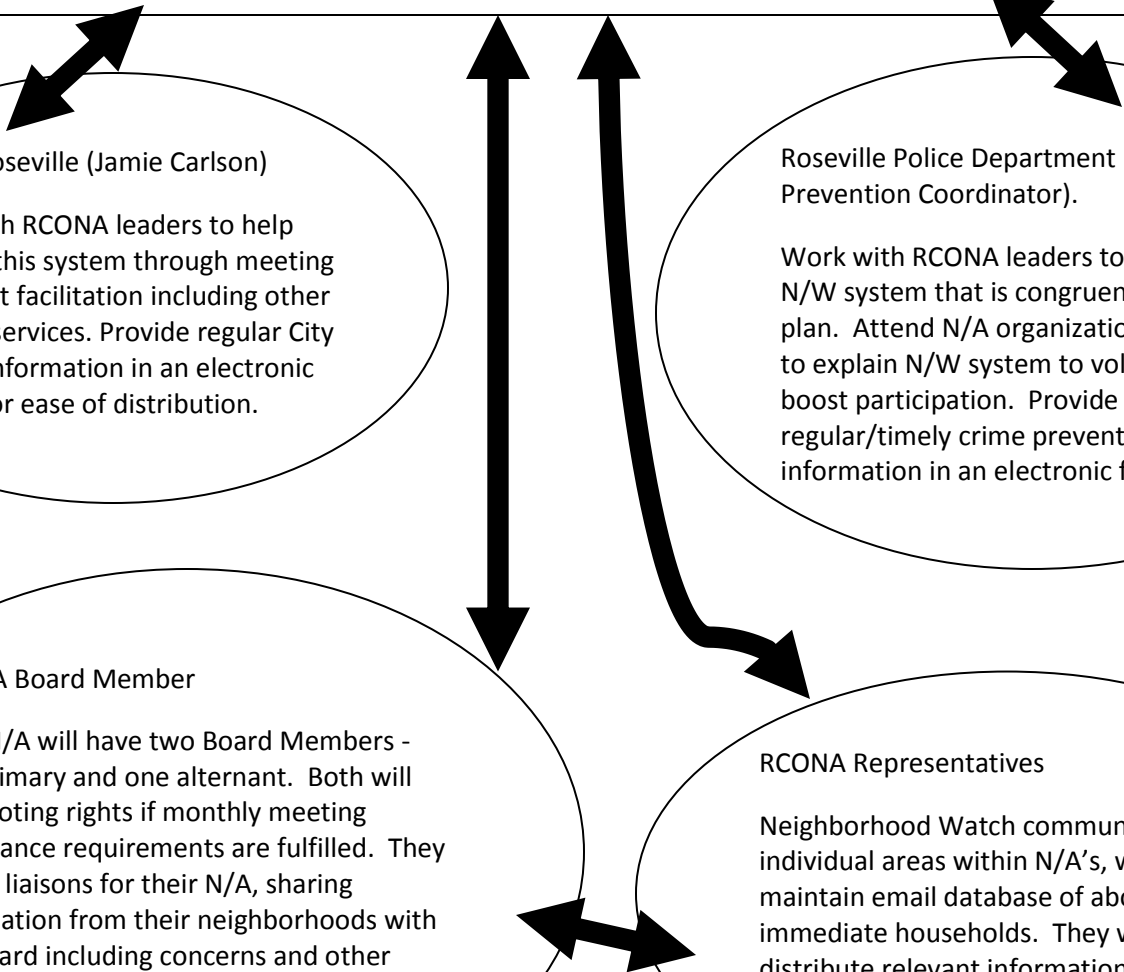 oseville (Jamie Carlson)
h RCONA leaders to help
this system through meeting
t facilitation including other
services. Provide regular City
nformation in an electronic
or ease of distribution.
Roseville Police Department
Prevention Coordinator).
Work with RCONA leaders to
N/W system that is congruen
plan.  Attend N/A organizatio
to explain N/W system to vol
boost participation.  Provide
regular/timely crime prevent
information in an electronic f
A Board Member
N/A will have two Board Members -
rimary and one alternant.  Both will
oting rights if monthly meeting
ance requirements are fulfilled.  They
liaisons for their N/A, sharing
ation from their neighborhoods with
ard including concerns and other
RCONA Representatives
Neighborhood Watch commun
individual areas within N/A's, w
maintain email database of abo
immediate households.  They w
distribute relevant information